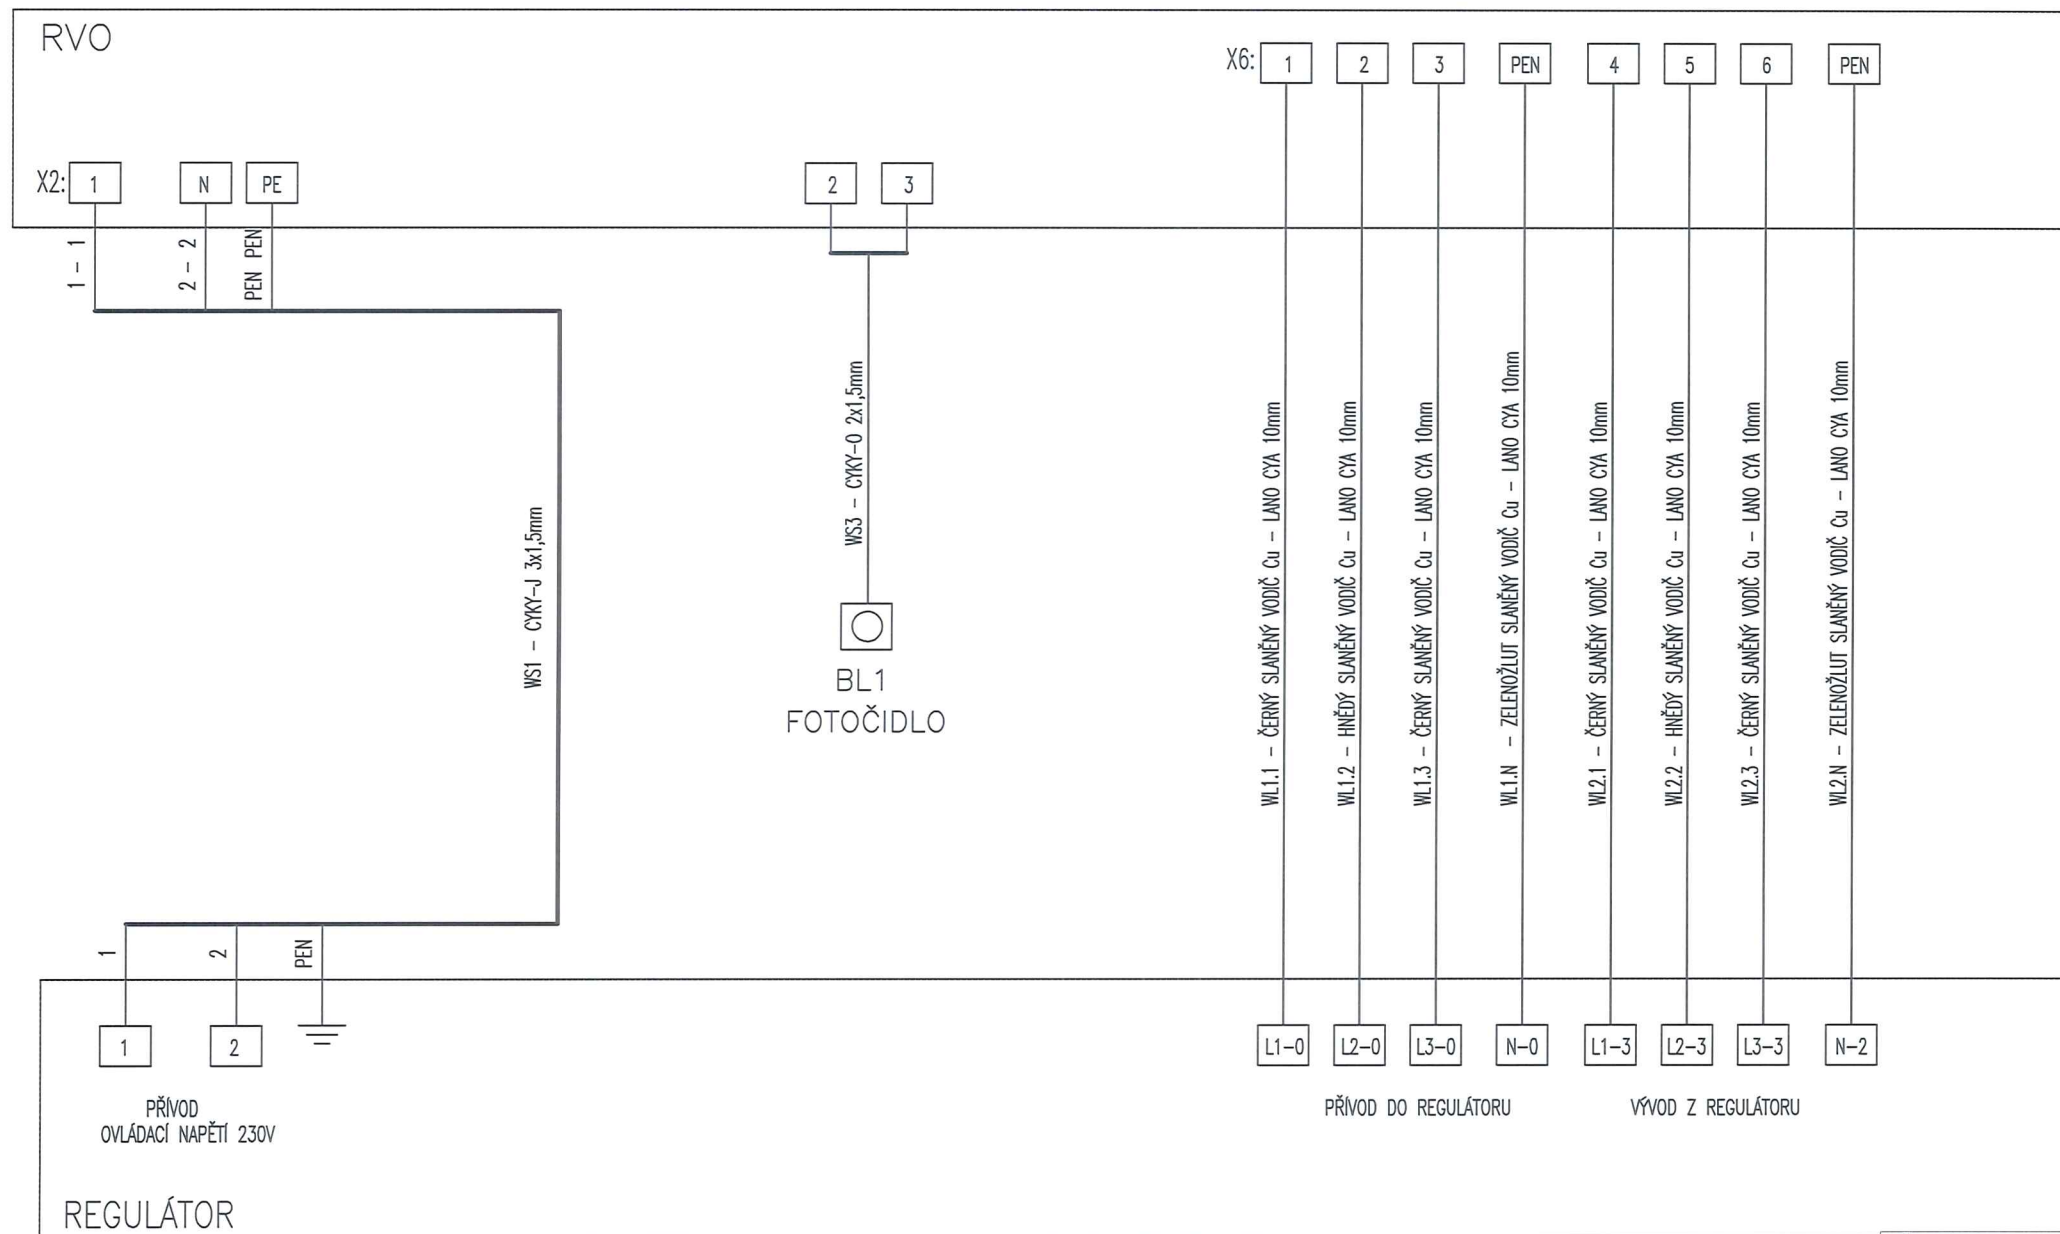 RVO
X6: 1 2 3 PEN 4 5 6 PEN
X2: 1 N PE 2 3
1 - 1
2 - 2
PEN PEN
WS1 - CYKY-J 3x1,5mm
WS3 - CYKY-O 2x1,5mm
BL1
FOTOČIDLO
WL1.1 - ČERNÝ SLANĚNÝ VODIČ Cu - LANO CYA 10mm
WL1.2 - HNĚDÝ SLANĚNÝ VODIČ Cu - LANO CYA 10mm
WL1.3 - ČERNÝ SLANĚNÝ VODIČ Cu - LANO CYA 10mm
WL1.N - ZELENOŽLUT SLANĚNÝ VODIČ Cu - LANO CYA 10mm
WL2.1 - ČERNÝ SLANĚNÝ VODIČ Cu - LANO CYA 10mm
WL2.2 - HNĚDÝ SLANĚNÝ VODIČ Cu - LANO CYA 10mm
WL2.3 - ČERNÝ SLANĚNÝ VODIČ Cu - LANO CYA 10mm
WL2.N - ZELENOŽLUT SLANĚNÝ VODIČ Cu - LANO CYA 10mm
1
2
PEN
1 2
L1-0 L2-0 L3-0 N-0 L1-3 L2-3 L3-3 N-2
PŘÍVOD
OVLÁDACÍ NAPĚTÍ 230V
PŘÍVOD DO REGULÁTORU
VÝVOD Z REGULÁTORU
REGULÁTOR